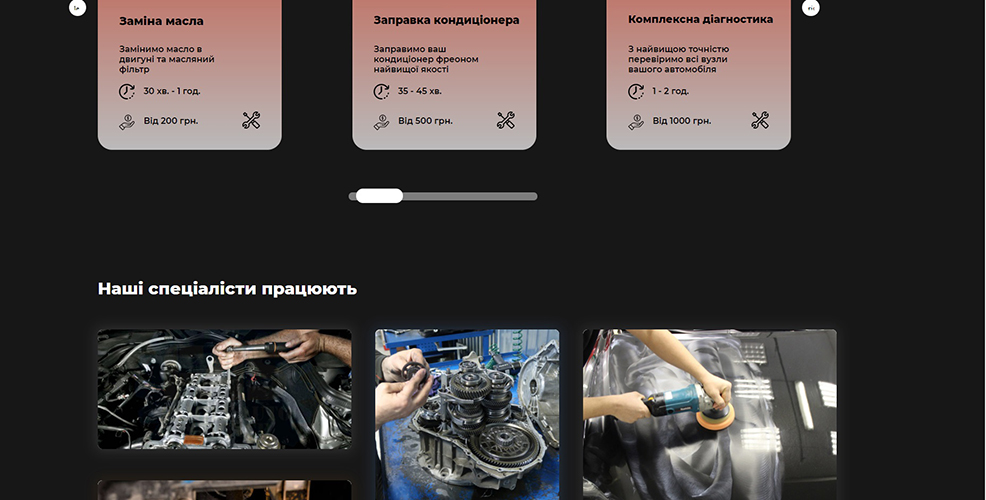 Заміна масла
Замінимо масло в
двигуні та масляний
фільтр
30 хв. - 1 год.
Від 200 грн.
Заправка кондиціонера
Заправимо ваш
кондиціонер фреоном
найвищої якості
35 - 45 хв.
Від 500 грн.
Комплексна діагностика
З найвищою точністю
перевіримо всі вузли
вашого автомобіля
1 - 2 год.
Від 1000 грн.
Наші спеціалісти працюють